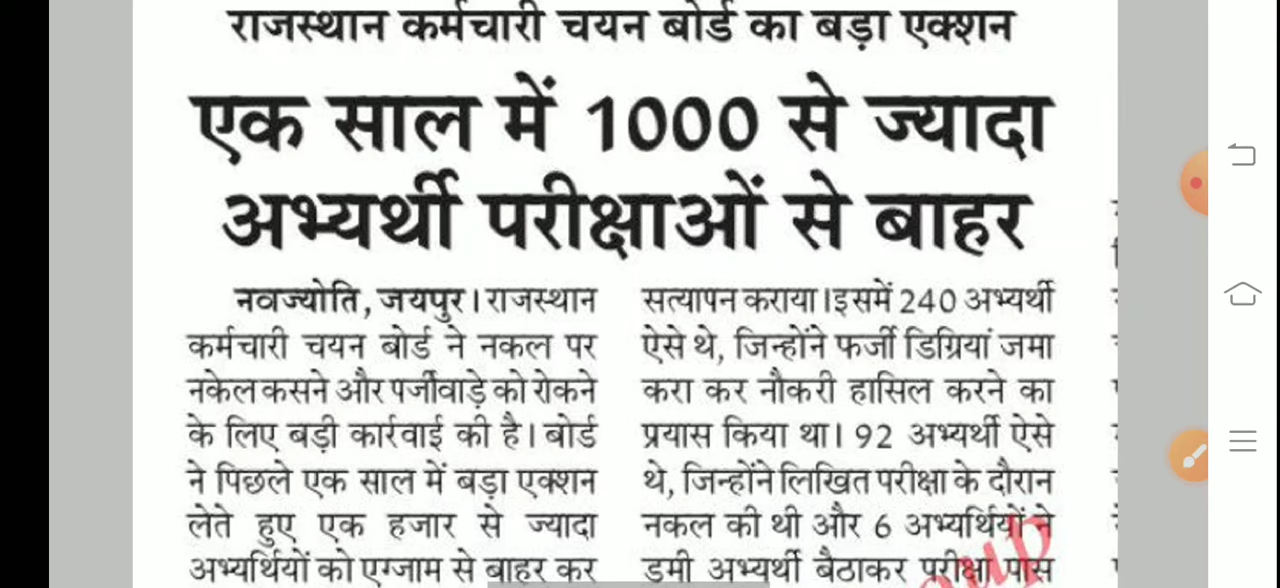 राजस्थान कर्मचारी चयन बोर्ड का बड़ा एक्शन
एक साल में 1000 से ज्यादा
अभ्यर्थी परीक्षाओं से बाहर
नवज्योति, जयपुर। राजस्थान
कर्मचारी चयन बोर्ड ने नकल पर
नकेल कसने और पर्जीवाड़े को रोकने
के लिए बड़ी कार्रवाई की है। बोर्ड
ने पिछले एक साल में बड़ा एक्शन
लेते हुए एक हजार से ज्यादा
अभ्यर्थियों को एग्जाम से बाहर कर
सत्यापन कराया।इसमें 240 अभ्यर्थी
ऐसे थे, जिन्होंने फर्जी डिग्रियां जमा
करा कर नौकरी हासिल करने का
प्रयास किया था। 92 अभ्यर्थी ऐसे
थे, जिन्होंने लिखित परीक्षा के दौरान
नकल की थी और 6 अभ्यर्थियों ने
डमी अभ्यर्थी बैठाकर परीक्षा पास